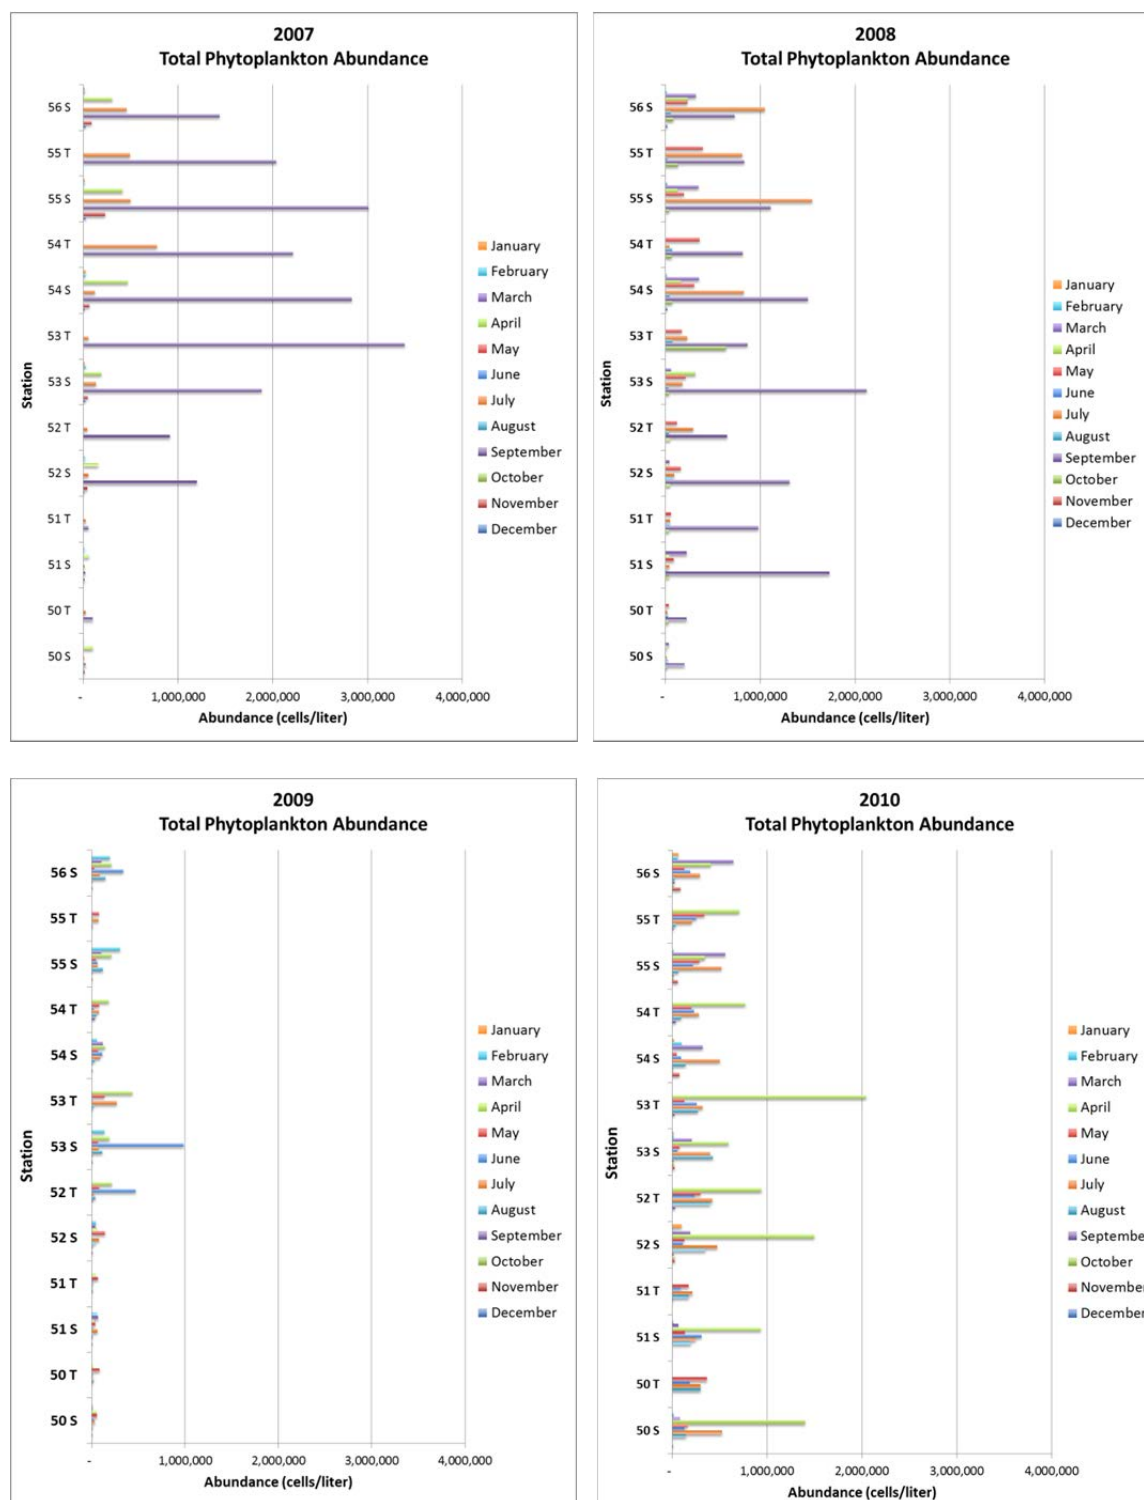 2007
Total Phytoplankton Abundance
Station
56 S
55 T
55 S
54 T
54 S
53 T
53 S
52 T
52 S
51 T
51 S
50 T
50 S
- 1,000,000 2,000,000 3,000,000 4,000,000
Abundance (cells/liter)
January
February
March
April
May
June
July
August
September
October
November
December
2008
Total Phytoplankton Abundance
Station
56 S
55 T
55 S
54 T
54 S
53 T
53 S
52 T
52 S
51 T
51 S
50 T
50 S
- 1,000,000 2,000,000 3,000,000 4,000,000
Abundance (cells/liter)
January
February
March
April
May
June
July
August
September
October
November
December
2009
Total Phytoplankton Abundance
Station
56 S
55 T
55 S
54 T
54 S
53 T
53 S
52 T
52 S
51 T
51 S
50 T
50 S
- 1,000,000 2,000,000 3,000,000 4,000,000
Abundance (cells/liter)
January
February
March
April
May
June
July
August
September
October
November
December
2010
Total Phytoplankton Abundance
Station
56 S
55 T
55 S
54 T
54 S
53 T
53 S
52 T
52 S
51 T
51 S
50 T
50 S
- 1,000,000 2,000,000 3,000,000 4,000,000
Abundance (cells/liter)
January
February
March
April
May
June
July
August
September
October
November
December